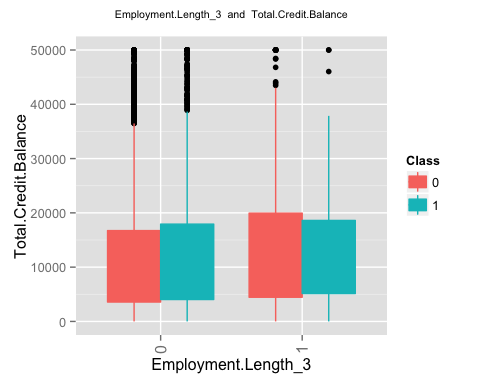 Employment.Length_3 and Total.Credit.Balance
50000
40000
30000
20000
10000
0
Total.Credit.Balance
0
1
Employment.Length_3
Class
0
1